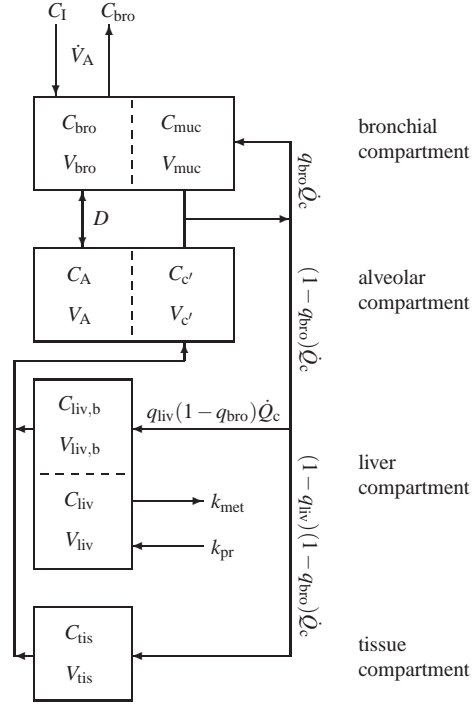 C_I C_bro
V̇_A
C_bro C_muc
V_bro V_muc
bronchial
compartment
q_bro Q̇_c
D
C_A C_c′
V_A V_c′
alveolar
compartment
(1−q_bro)Q̇_c
C_liv,b
V_liv,b
q_liv(1−q_bro)Q̇_c
C_liv
V_liv
k_met
k_pr
liver
compartment
(1−q_liv)(1−q_bro)Q̇_c
C_tis
V_tis
tissue
compartment